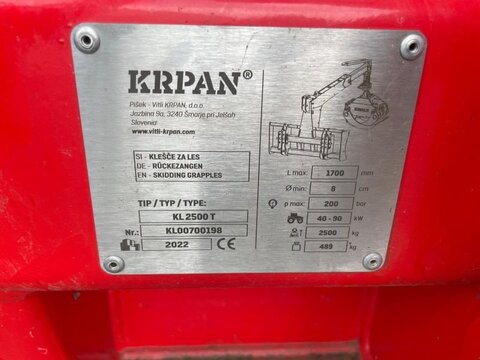 KRPAN®
Pišek - Vitli KRPAN, d.o.o.
Jazbina 9a, 3240 Šmarje pri Jelšah
Slovenia
www.vitli-krpan.com
SI - KLEŠČE ZA LES
DE - RÜCKEZANGEN
EN - SKIDDING GRAPPLES
TIP / TYP / TYPE:
KL 2500 T
Nr.: KL00700198
2022 CE
L max: 1700 mm
Ø min: 8 cm
p max: 200 bar
40 - 90 kW
2500 kg
489 kg